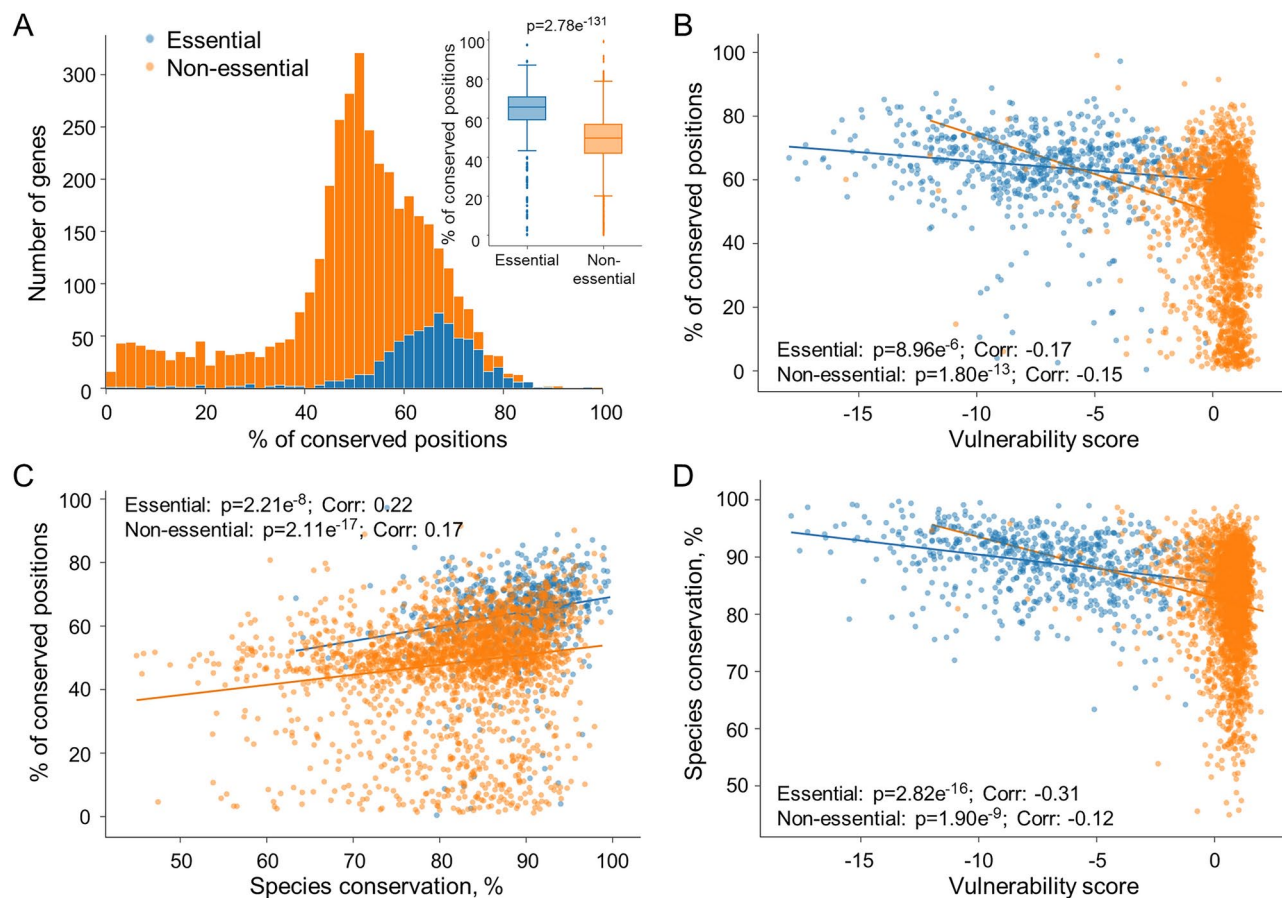 A
Essential
Non-essential
Number of genes
300
250
200
150
100
50
0
0 20 40 60 80 100
% of conserved positions
p=2.78e-131
% of conserved positions
100
80
60
40
20
0
Essential Non-
essential
B
% of conserved positions
100
80
60
40
20
0
Essential: p=8.96e-6; Corr: -0.17
Non-essential: p=1.80e-13; Corr: -0.15
-15 -10 -5 0
Vulnerability score
C
% of conserved positions
100
80
60
40
20
0
Essential: p=2.21e-8; Corr: 0.22
Non-essential: p=2.11e-17; Corr: 0.17
50 60 70 80 90 100
Species conservation, %
D
Species conservation, %
100
90
80
70
60
50
Essential: p=2.82e-16; Corr: -0.31
Non-essential: p=1.90e-9; Corr: -0.12
-15 -10 -5 0
Vulnerability score